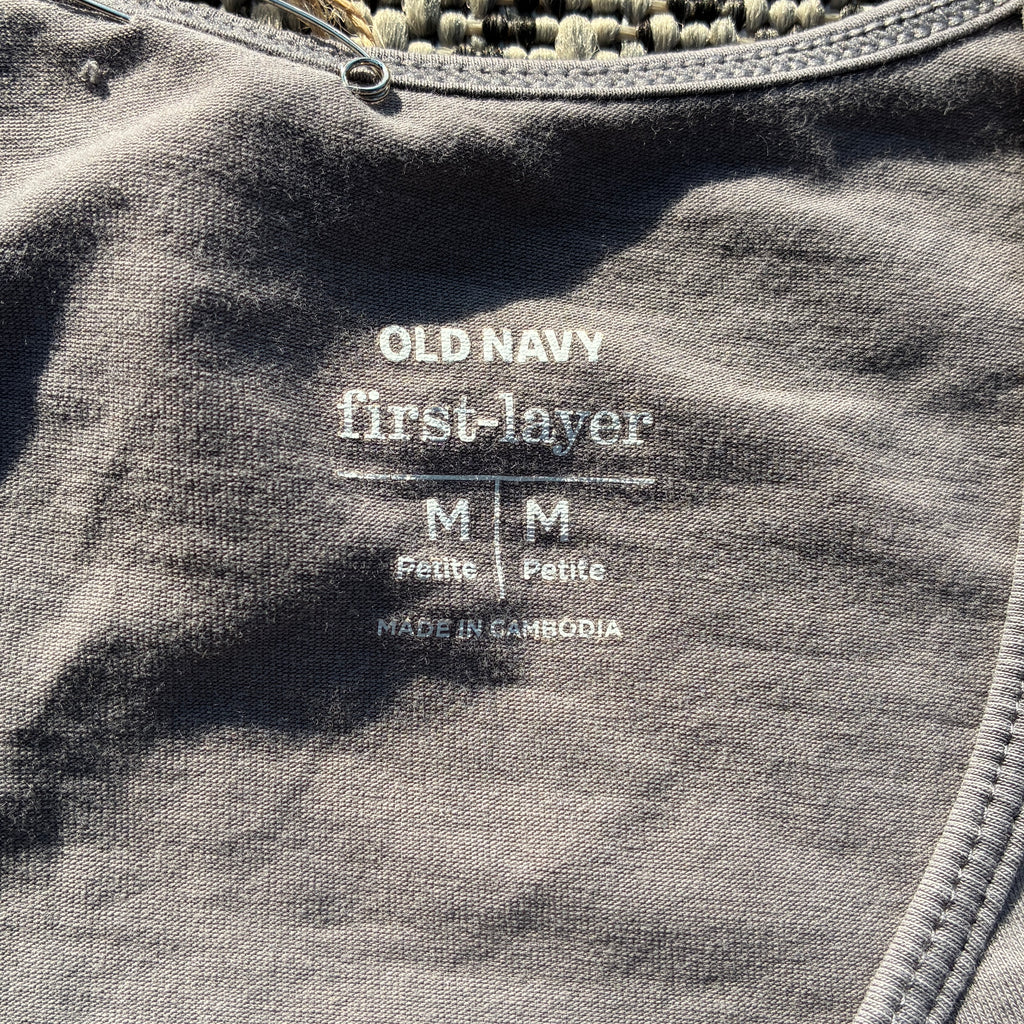 OLD NAVY
first-layer
M | M
Petite | Petite
MADE IN CAMBODIA